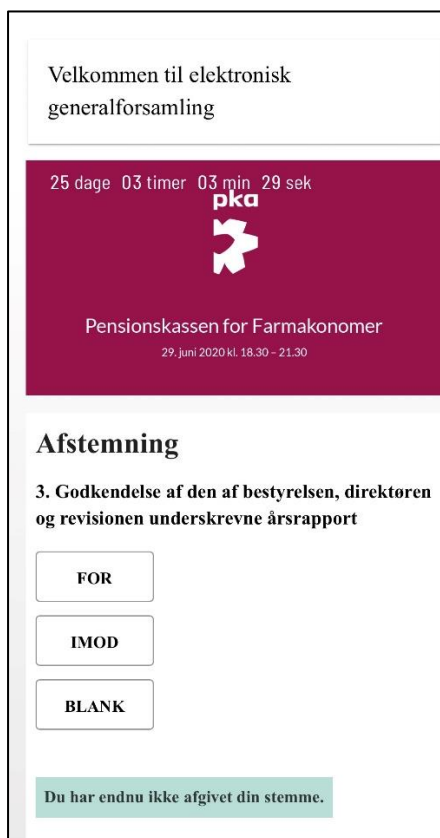 Velkommen til elektronisk
generalforsamling
25 dage 03 timer 03 min 29 sek
pka
Pensionskassen for Farmakonomer
29. juni 2020 kl. 18.30 – 21.30
Afstemning
3. Godkendelse af den af bestyrelsen, direktøren
og revisionen underskrevne årsrapport
FOR
IMOD
BLANK
Du har endnu ikke afgivet din stemme.